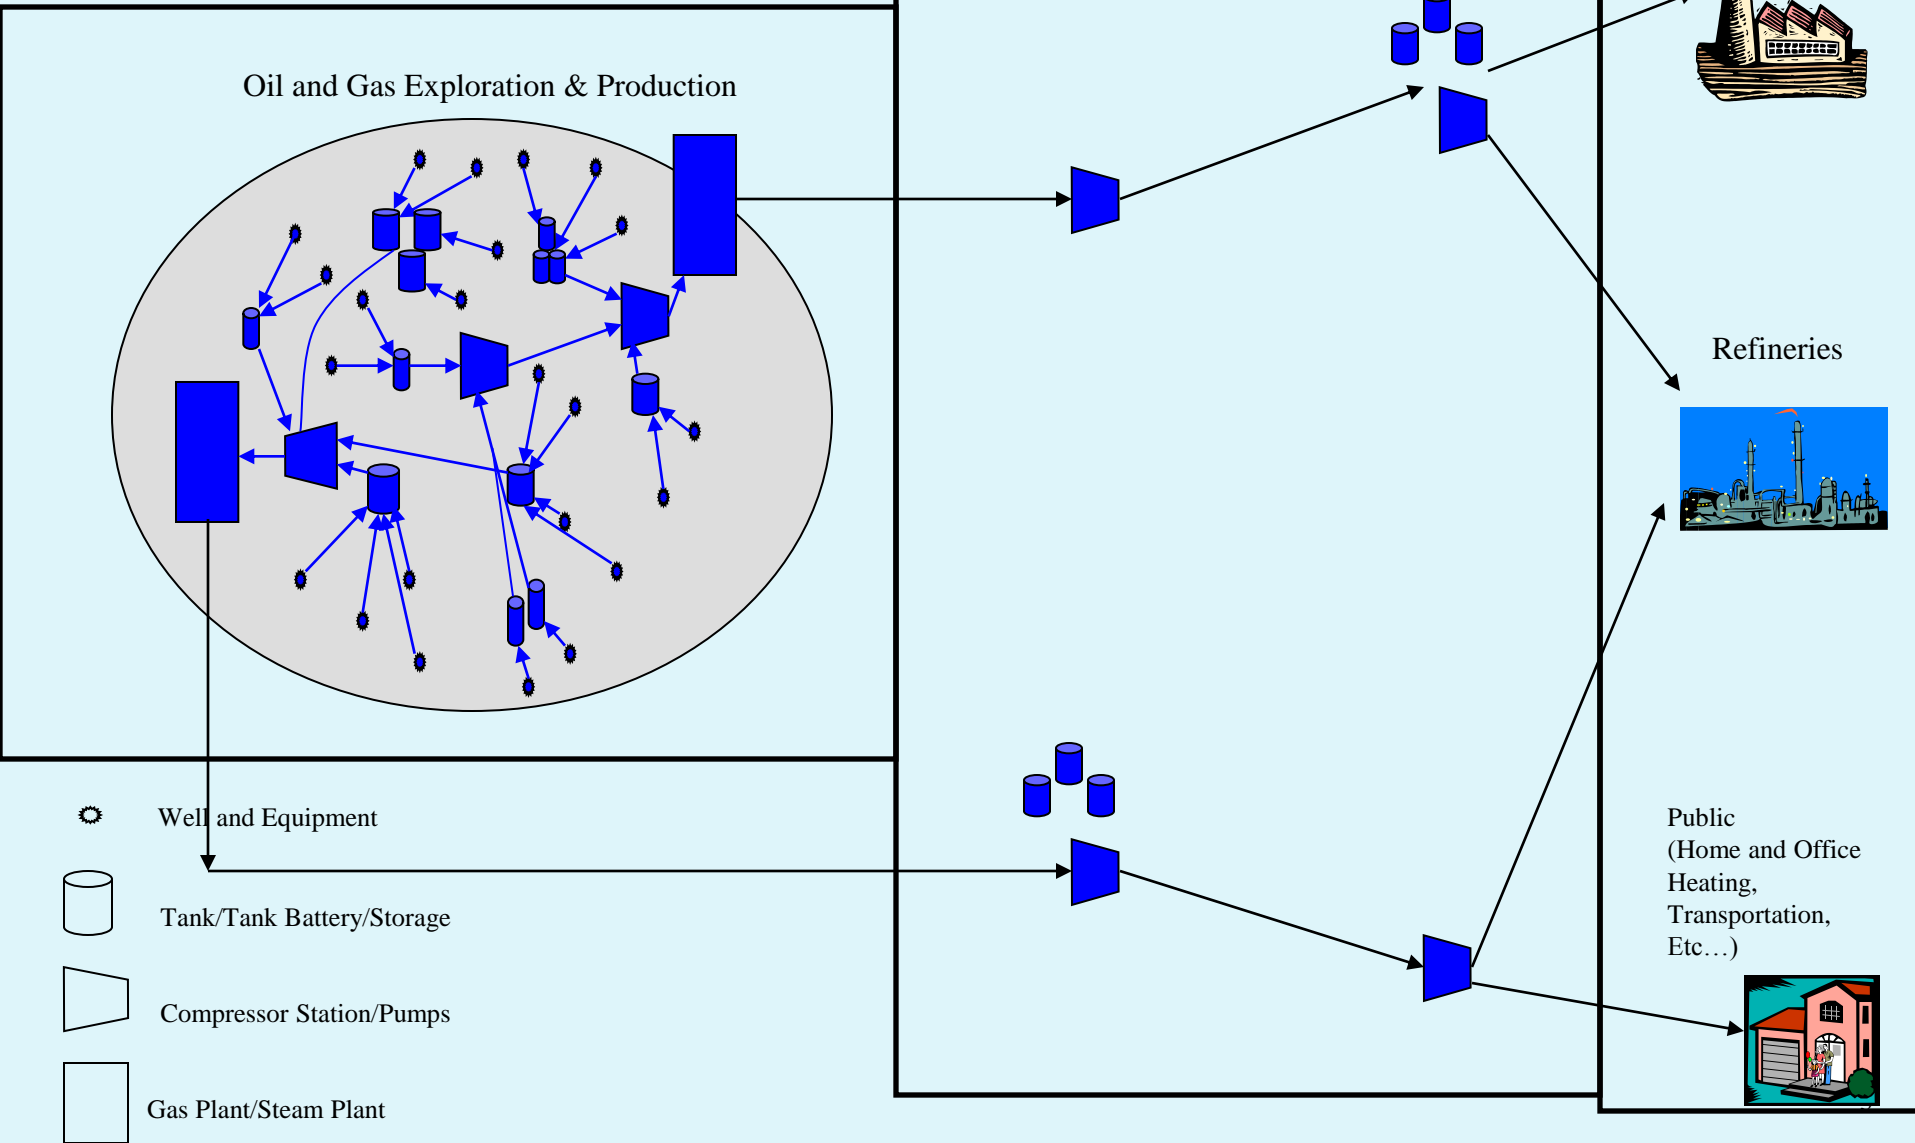 Oil and Gas Exploration & Production
Refineries
Well and Equipment
Tank/Tank Battery/Storage
Compressor Station/Pumps
Gas Plant/Steam Plant
Public
(Home and Office
Heating,
Transportation,
Etc…)